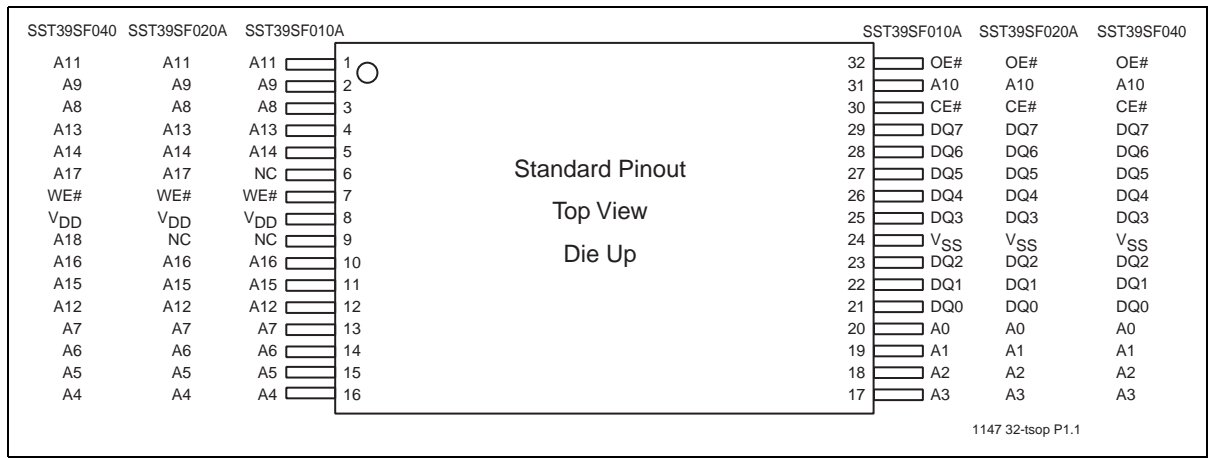 SST39SF040 SST39SF020A SST39SF010A SST39SF010A SST39SF020A SST39SF040
A11 A11 A11 1 32 OE# OE# OE#
A9 A9 A9 2 31 A10 A10 A10
A8 A8 A8 3 30 CE# CE# CE#
A13 A13 A13 4 29 DQ7 DQ7 DQ7
A14 A14 A14 5 28 DQ6 DQ6 DQ6
A17 A17 NC 6 27 DQ5 DQ5 DQ5
WE# WE# WE# 7 26 DQ4 DQ4 DQ4
VDD VDD VDD 8 25 DQ3 DQ3 DQ3
A18 NC NC 9 24 VSS VSS VSS
A16 A16 A16 10 23 DQ2 DQ2 DQ2
A15 A15 A15 11 22 DQ1 DQ1 DQ1
A12 A12 A12 12 21 DQ0 DQ0 DQ0
A7 A7 A7 13 20 A0 A0 A0
A6 A6 A6 14 19 A1 A1 A1
A5 A5 A5 15 18 A2 A2 A2
A4 A4 A4 16 17 A3 A3 A3
Standard Pinout
Top View
Die Up
1147 32-tsop P1.1